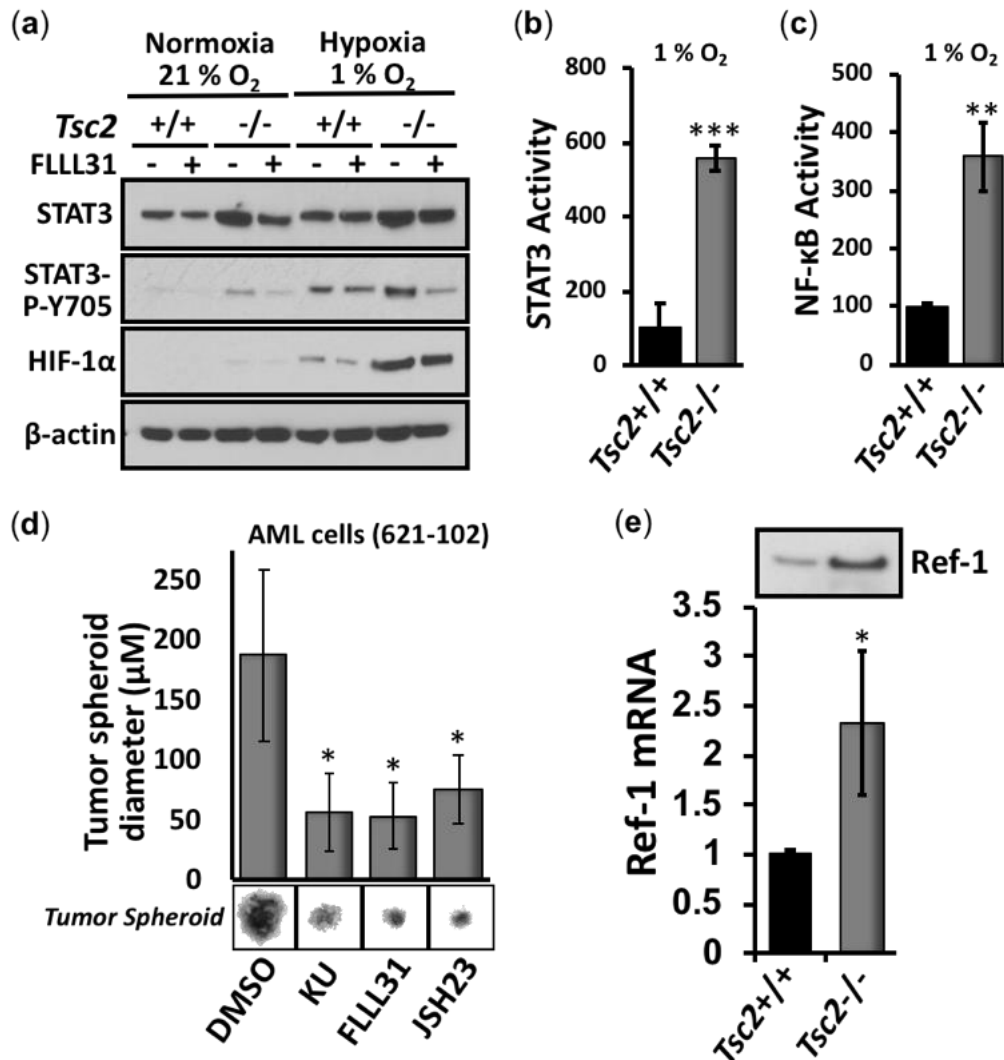 (a)
Normoxia Hypoxia
21 % O₂ 1 % O₂
Tsc2 +/+ -/- +/+ -/-
FLLL31 - + - + - + - +
STAT3
STAT3-
P-Y705
HIF-1α
β-actin
(b)
1 % O₂
STAT3 Activity
800
600
400
200
0
***
Tsc2+/+
Tsc2-/-
(c)
1 % O₂
NF-κB Activity
500
400
300
200
100
0
**
Tsc2+/+
Tsc2-/-
(d)
AML cells (621-102)
Tumor spheroid
diameter (μM)
250
200
150
100
50
0
* * *
Tumor Spheroid
DMSO
KU
FLLL31
JSH23
(e)
Ref-1
Ref-1 mRNA
3.5
3
2.5
2
1.5
1
0.5
0
*
Tsc2+/+
Tsc2-/-